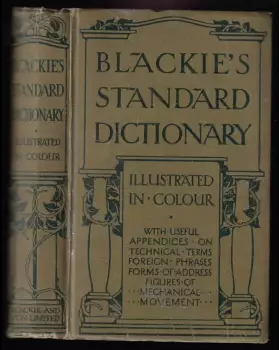 BLACKIE'S
STANDARD
DICTIONARY
ILLUSTRATED
IN COLOUR
BLACKIE AND
SON LIMITED
BLACKIE'S
STANDARD
DICTIONARY
ILLUSTRATED
IN · COLOUR
WITH USEFUL
APPENDICES · ON
TECHNICAL · TERMS
FOREIGN · PHRASES
FORMS · OF · ADDRESS
FIGURES · OF
MECHANICAL
MOVEMENT